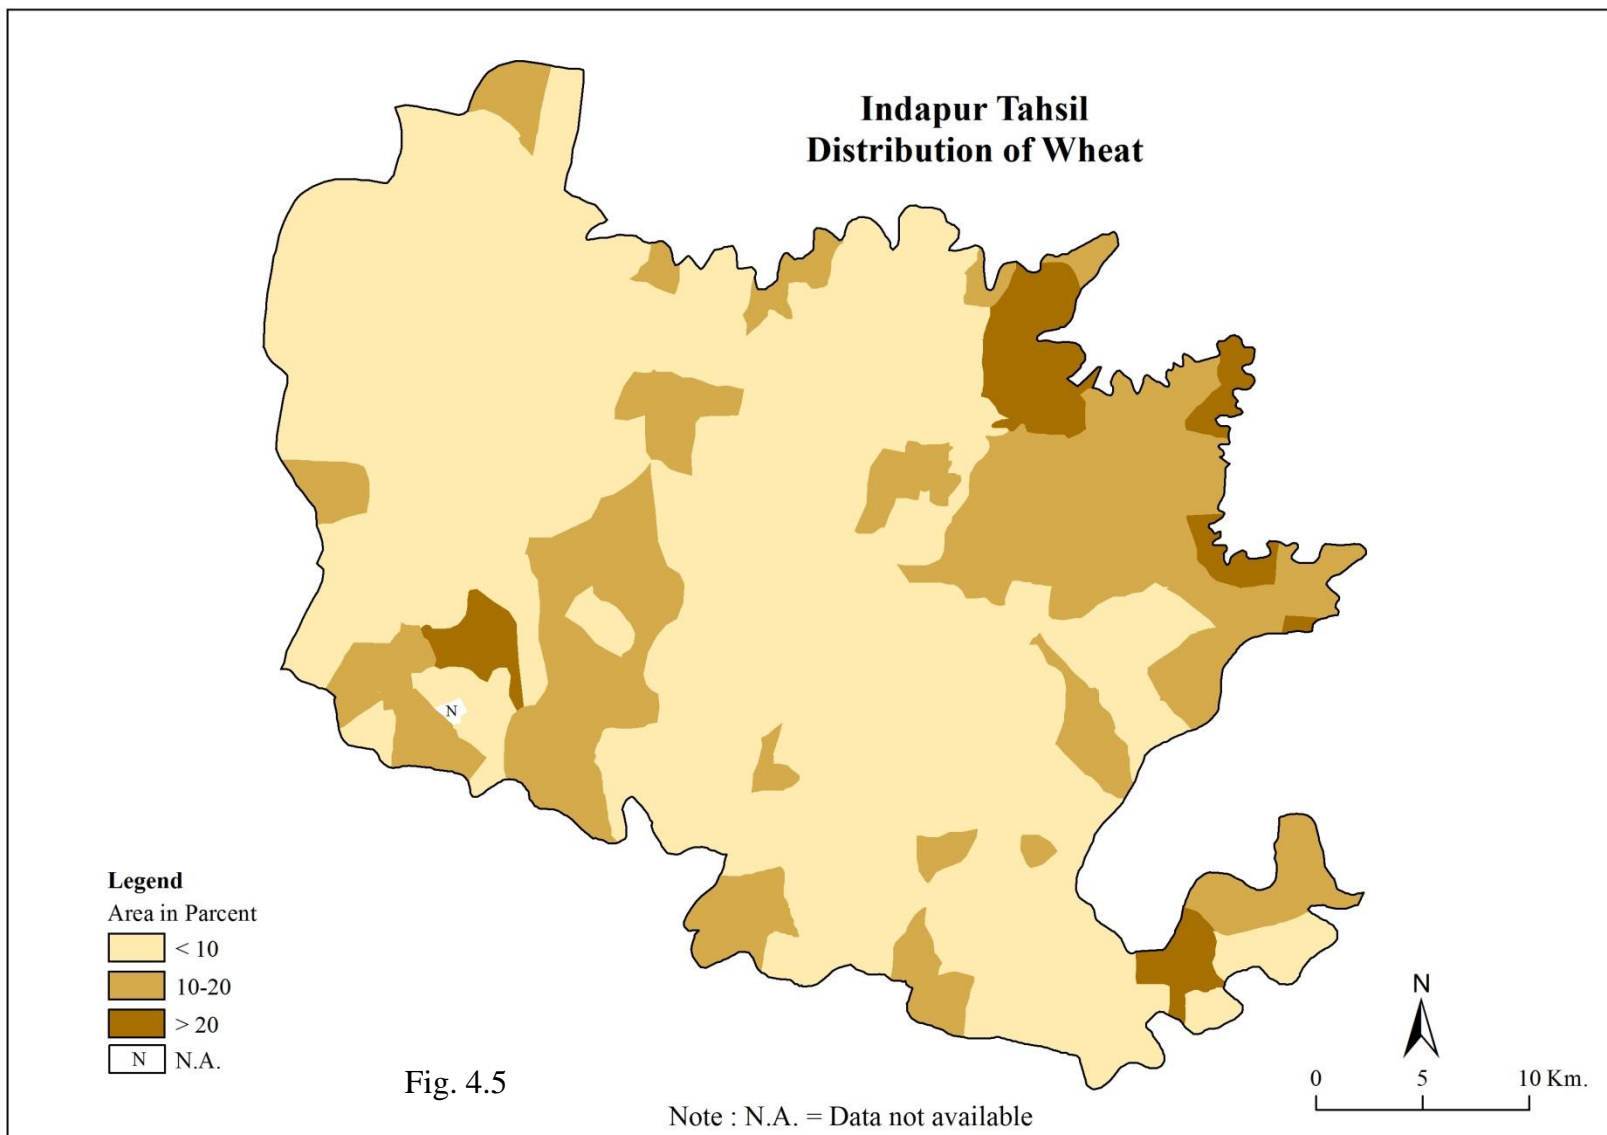 Indapur Tahsil
Distribution of Wheat
N
Legend
Area in Parcent
< 10
10-20
> 20
N N.A.
Fig. 4.5
Note : N.A. = Data not available
N
0 5 10 Km.